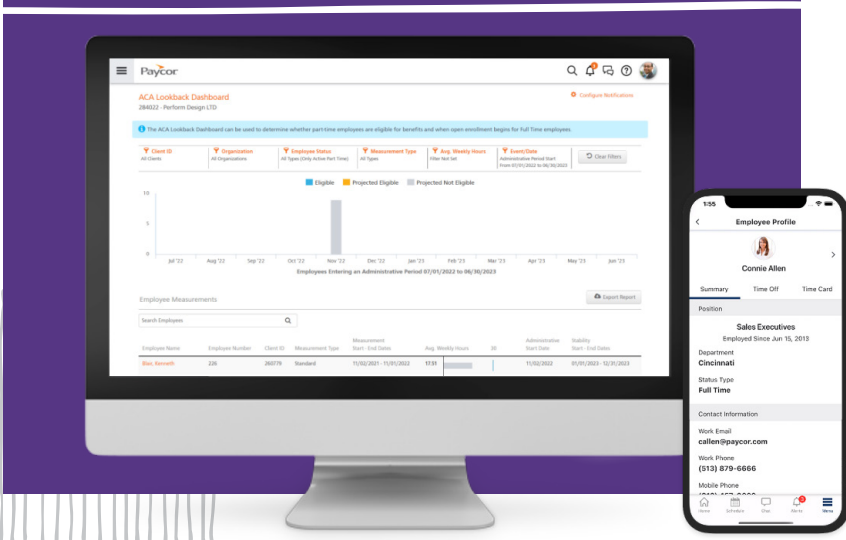 Paycor
ACA Lookback Dashboard
284022 - Perform Design LTD
Configure Notifications
The ACA Lookback Dashboard can be used to determine whether part-time employees are eligible for benefits and when open enrollment begins for Full Time employees.
Client ID
All Clients
Organization
All Organizations
Employee Status
All Types (Only Active Part Time)
Measurement Type
All Types
Avg. Weekly Hours
Filter Not Set
Event/Date
Administrative Period Start
From 07/01/2022 to 06/30/2023
Clear Filters
Eligible Projected Eligible Projected Not Eligible
10
5
0
Jul '22 Aug '22 Sep '22 Oct '22 Nov '22 Dec '22 Jan '23 Feb '23 Mar '23 Apr '23 May '23 Jun '23
Employees Entering an Administrative Period 07/01/2022 to 06/30/2023
Employee Measurements
Export Report
Search Employees
Employee Name Employee Number Client ID Measurement Type Measurement Start - End Dates Avg. Weekly Hours 30 Administrative Start Date Stability Start - End Dates
Blair, Kenneth 226 260779 Standard 11/02/2021 - 11/01/2022 17.51 11/02/2022 01/01/2023 - 12/31/2023
1:55
Employee Profile
Connie Allen
Summary Time Off Time Card
Position
Sales Executives
Employed Since Jun 15, 2013
Department
Cincinnati
Status Type
Full Time
Contact Information
Work Email
callen@paycor.com
Work Phone
(513) 879-6666
Mobile Phone
Home Schedule Chat Alerts Menu